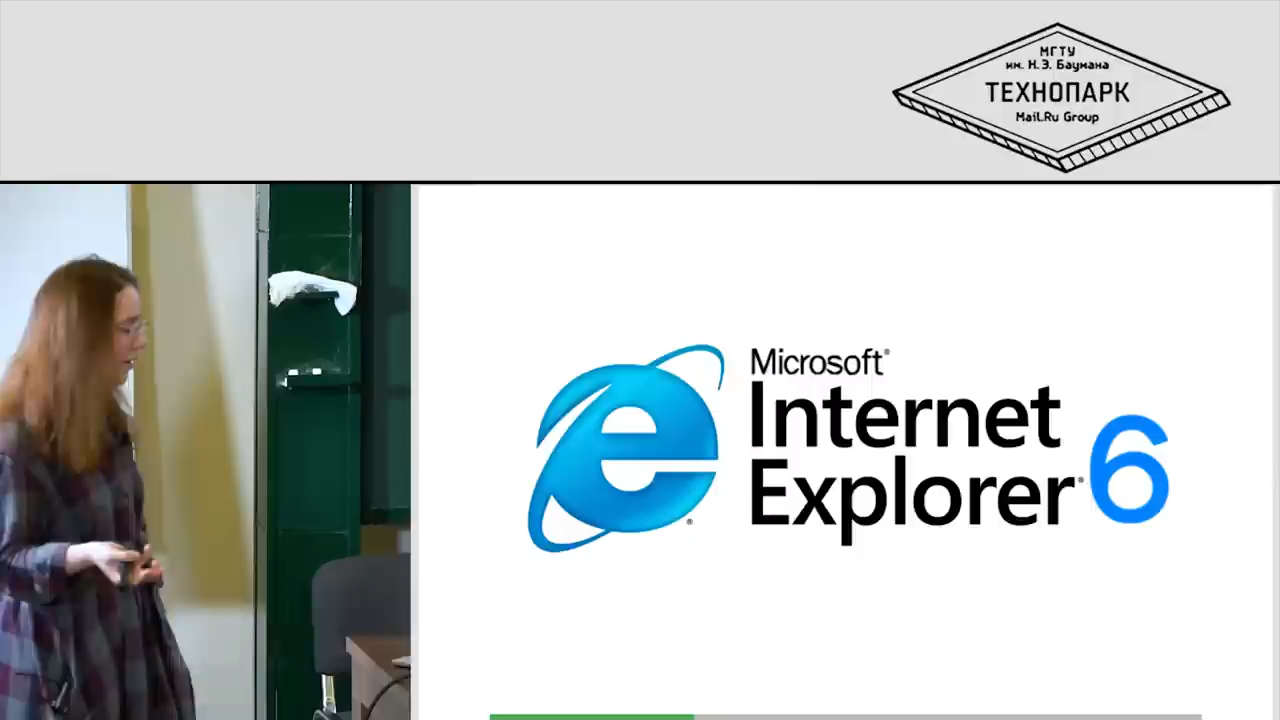 МГТУ
им. Н.Э. Баумана
ТЕХНОПАРК
Mail.Ru Group
Microsoft®
Internet
Explorer® 6